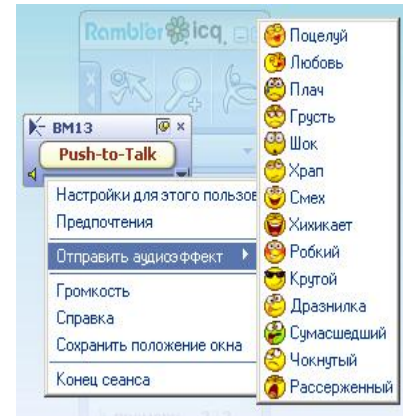 Rambler icq
BM13
Push-to-Talk
Настройки для этого пользов
Предпочтения
Отправить аудиоэффект
Громкость
Справка
Сохранить положение окна
Конец сеанса
Поцелуй
Любовь
Плач
Грусть
Шок
Храп
Смех
Хихикает
Робкий
Крутой
Дразнилка
Сумасшедший
Чокнутый
Рассерженный